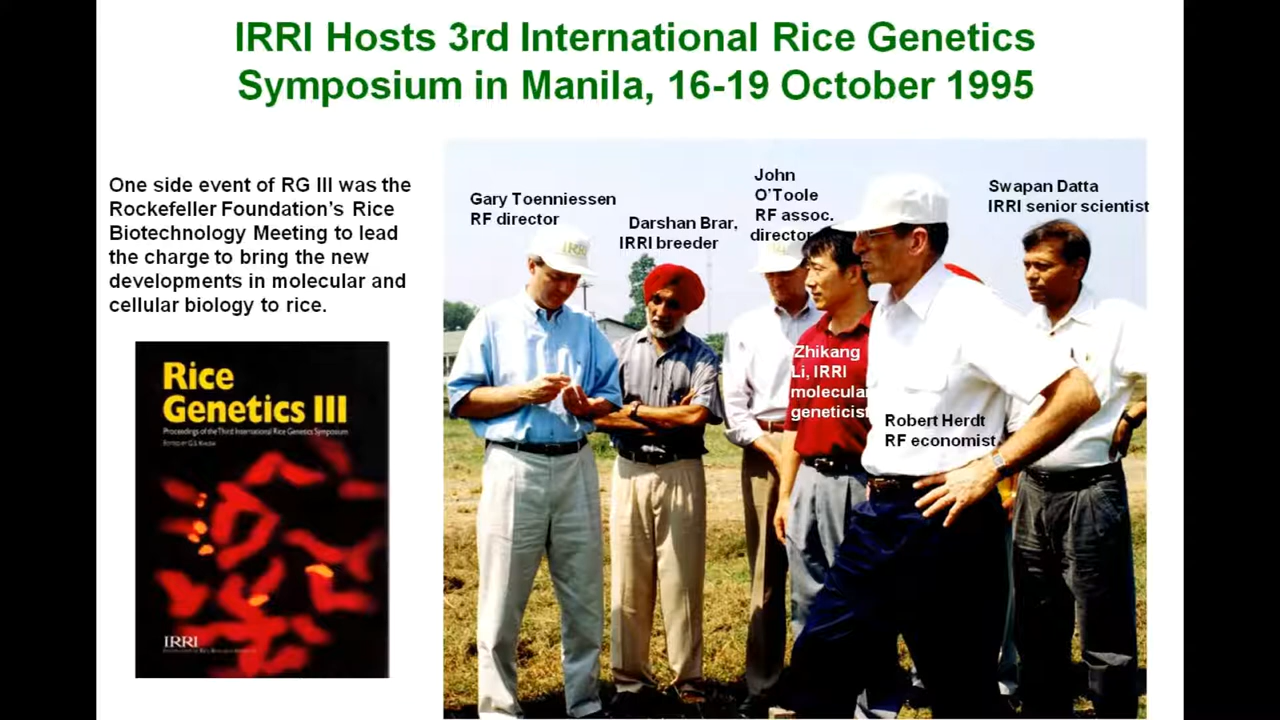 IRRI Hosts 3rd International Rice Genetics
Symposium in Manila, 16-19 October 1995
One side event of RG III was the
Rockefeller Foundation's Rice
Biotechnology Meeting to lead
the charge to bring the new
developments in molecular and
cellular biology to rice.
Rice
Genetics III
Proceedings of the Third International Rice Genetics Symposium
EDITED BY G.S. KHUSH
IRRI
Gary Toenniessen
RF director
Darshan Brar,
IRRI breeder
John
O'Toole
RF assoc.
director
Swapan Datta
IRRI senior scientist
IRRI
Zhikang
Li, IRRI
molecular
geneticist
Robert Herdt
RF economist